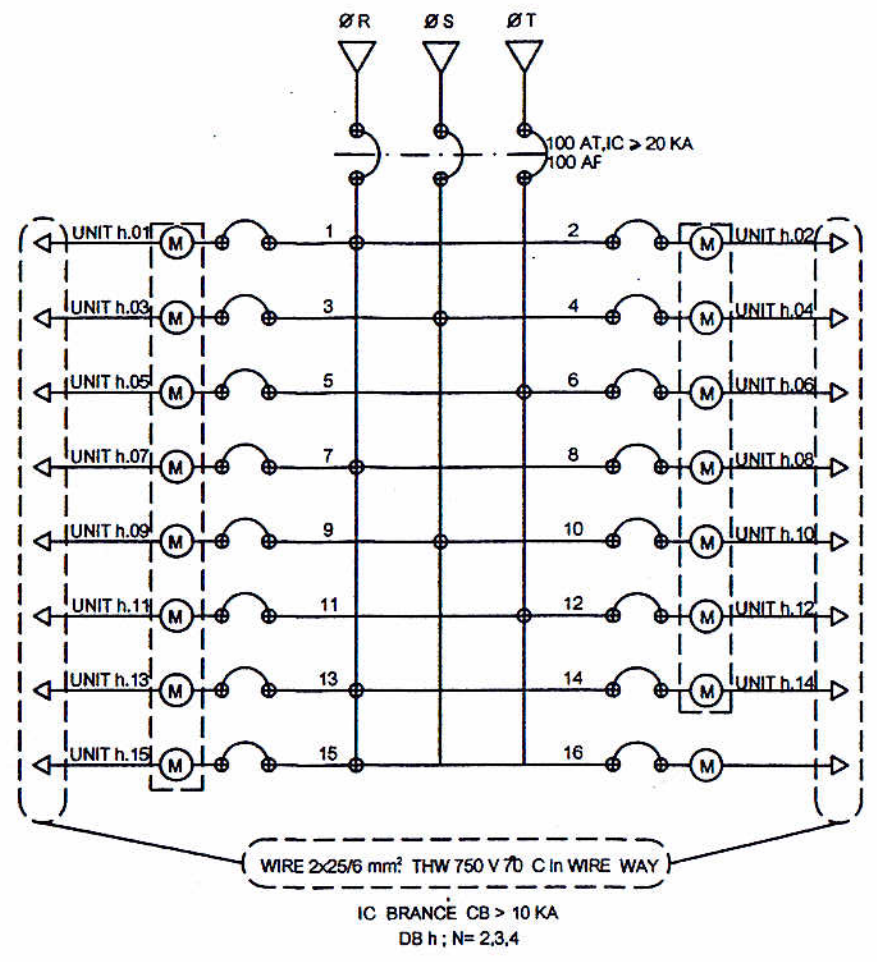 Ø R Ø S Ø T
100 AT,IC ⩾ 20 KA
100 AF
UNIT h.01 M 1 2 M UNIT h.02
UNIT h.03 M 3 4 M UNIT h.04
UNIT h.05 M 5 6 M UNIT h.06
UNIT h.07 M 7 8 M UNIT h.08
UNIT h.09 M 9 10 M UNIT h.10
UNIT h.11 M 11 12 M UNIT h.12
UNIT h.13 M 13 14 M UNIT h.14
UNIT h.15 M 15 16 M
WIRE 2x25/6 mm² THW 750 V 70 C In WIRE WAY
IC BRANCE CB > 10 KA
DB h ; N= 2,3,4